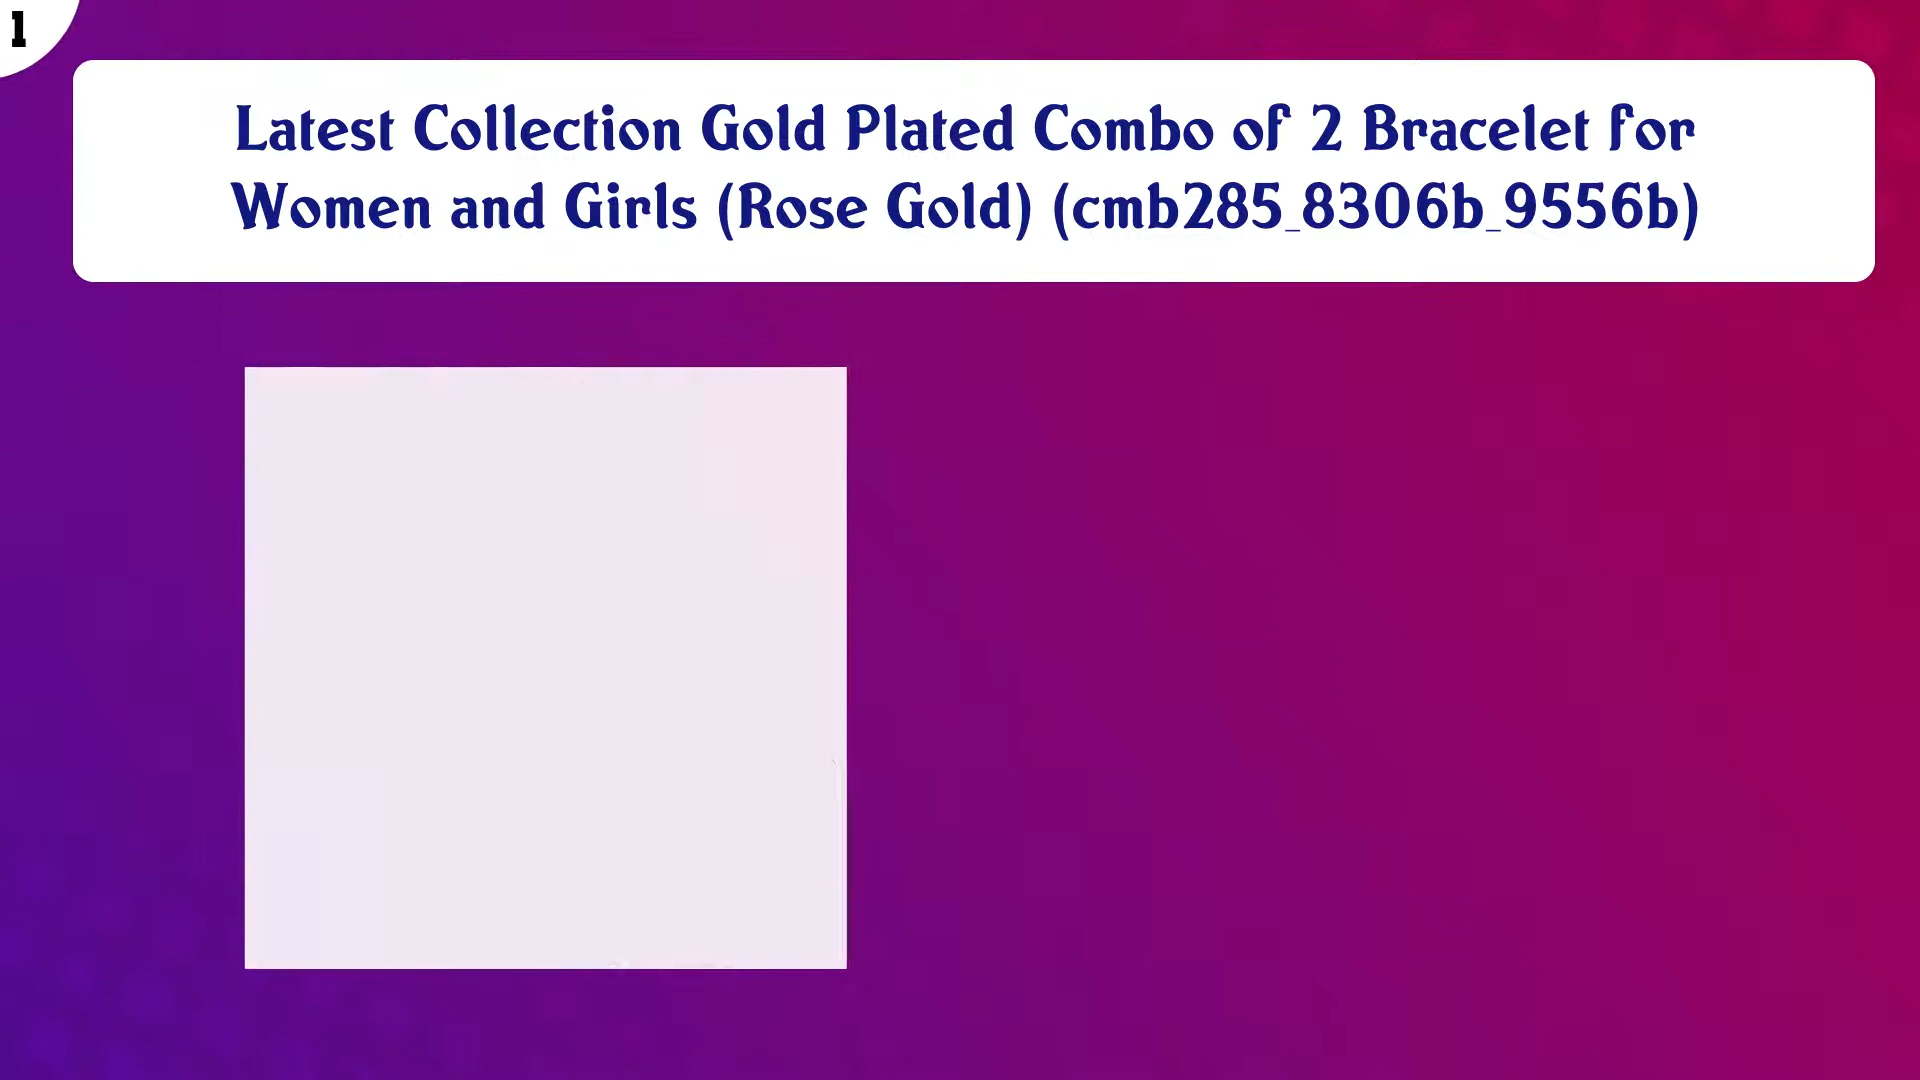 1
Latest Collection Gold Plated Combo of 2 Bracelet for
Women and Girls (Rose Gold) (cmb285_8306b_9556b)